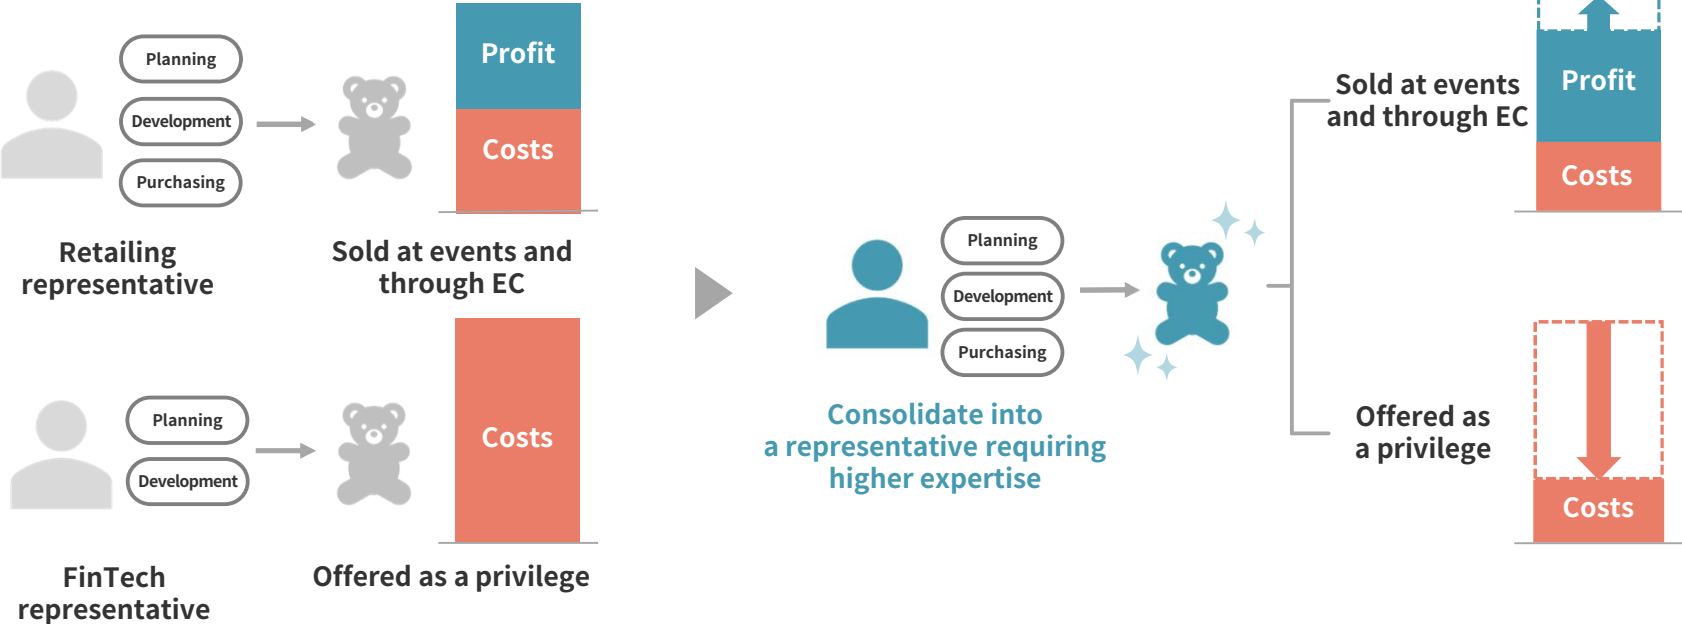 Planning
Development
Purchasing
Retailing
representative
Sold at events and
through EC
Profit
Costs
Planning
Development
FinTech
representative
Offered as a privilege
Costs
Planning
Development
Purchasing
Consolidate into
a representative requiring
higher expertise
Sold at events
and through EC
Profit
Costs
Offered as
a privilege
Costs